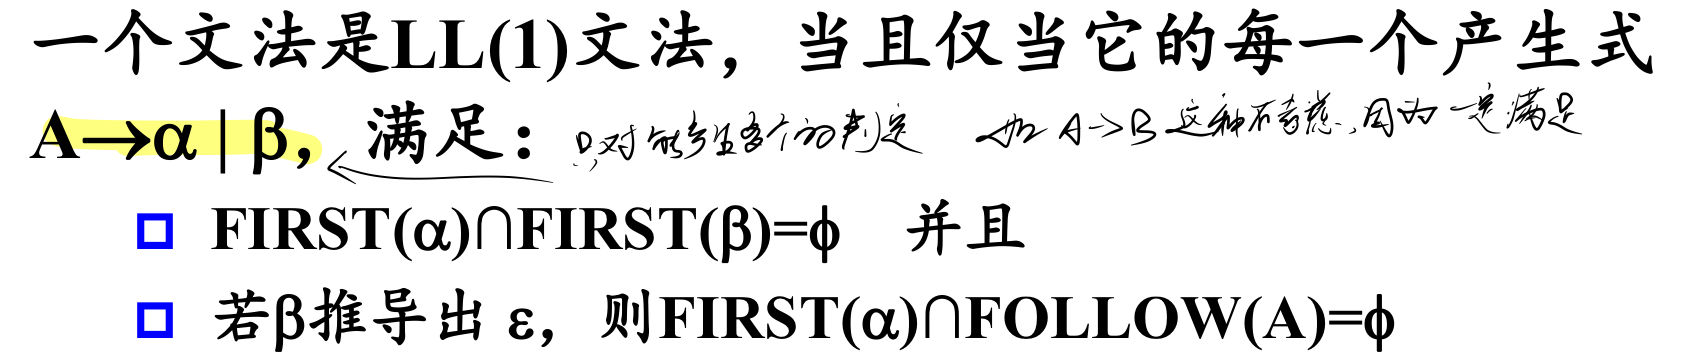 一个文法是LL(1)文法，当且仅当它的每一个产生式
A→α | β，满足： 只对能产生多个的判定 如 A->B 这种不考虑，因为一定满足
FIRST(α)∩FIRST(β)=ϕ 并且
若β推导出 ε，则FIRST(α)∩FOLLOW(A)=ϕ